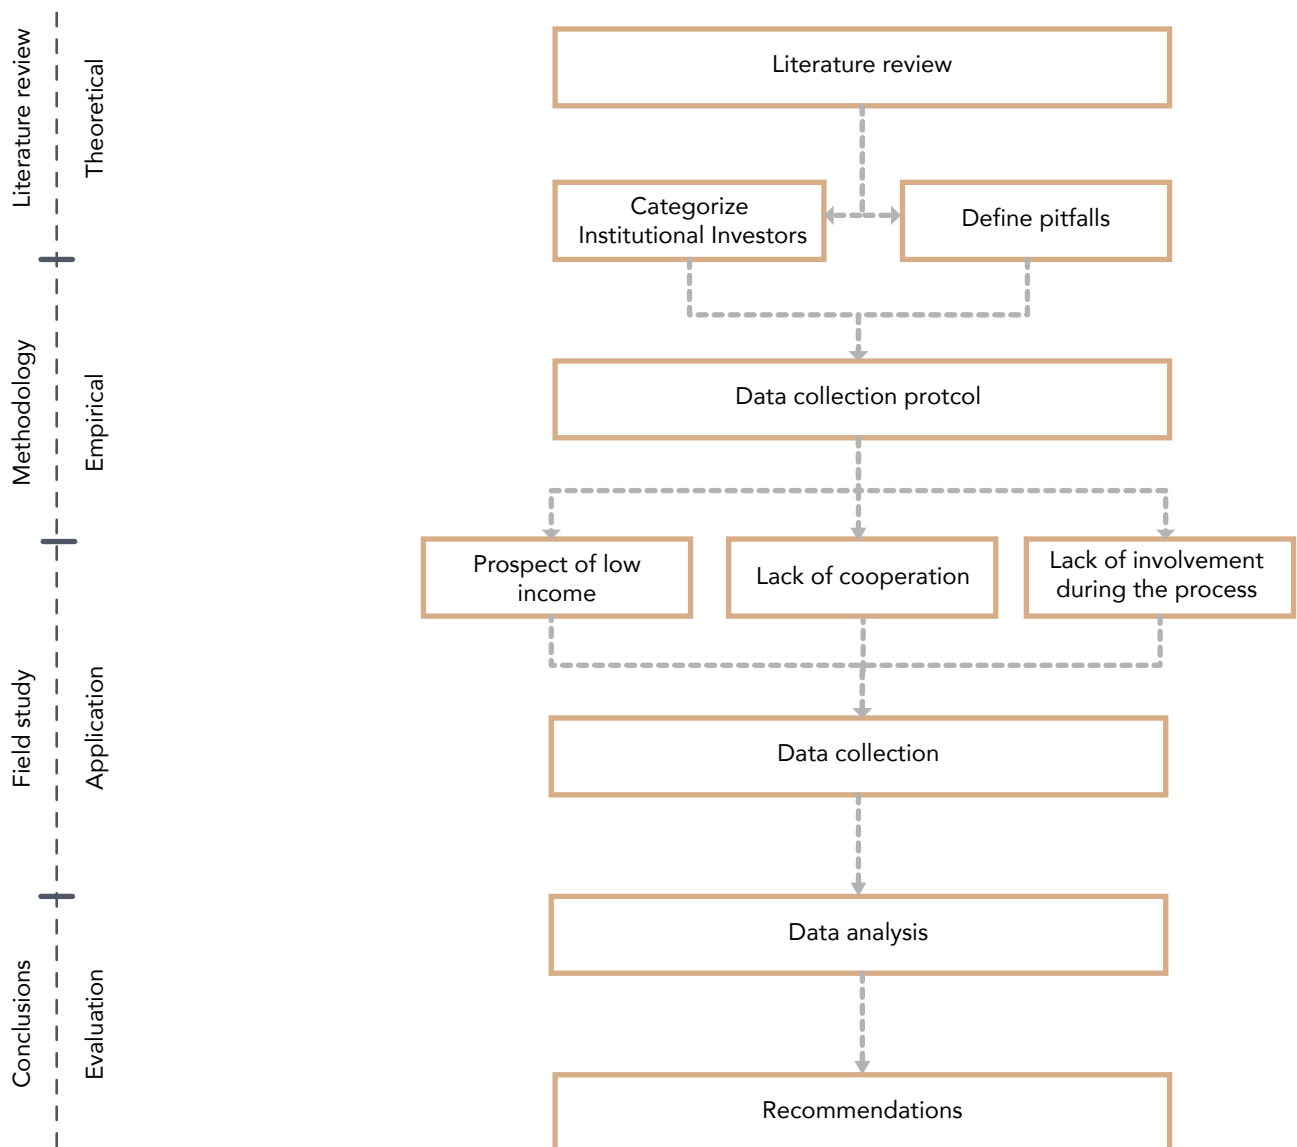 Literature review
Theoretical
Literature review
Categorize
Institutional Investors
Define pitfalls
Methodology
Empirical
Data collection protcol
Prospect of low
income
Lack of cooperation
Lack of involvement
during the process
Field study
Application
Data collection
Conclusions
Evaluation
Data analysis
Recommendations